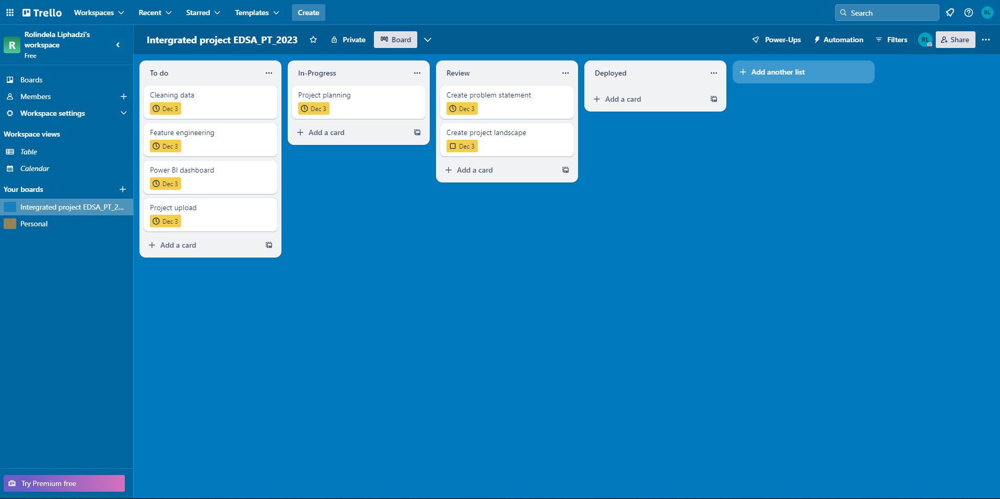 Trello Workspaces Recent Starred Templates Create Search RL
Rolindela Liphadzi's
workspace
Free
R
Intergrated project EDSA_PT_2023 Private Board Power-Ups Automation Filters RL Share
Boards
Members
Workspace settings
Workspace views
Table
Calendar
Your boards
Intergrated project EDSA_PT_2...
Personal
Try Premium free
To do
Cleaning data
Dec 3
Feature engineering
Dec 3
Power BI dashboard
Dec 3
Project upload
Dec 3
Add a card
In-Progress
Project planning
Dec 3
Add a card
Review
Create problem statement
Dec 3
Create project landscape
Dec 3
Add a card
Deployed
Add a card
Add another list